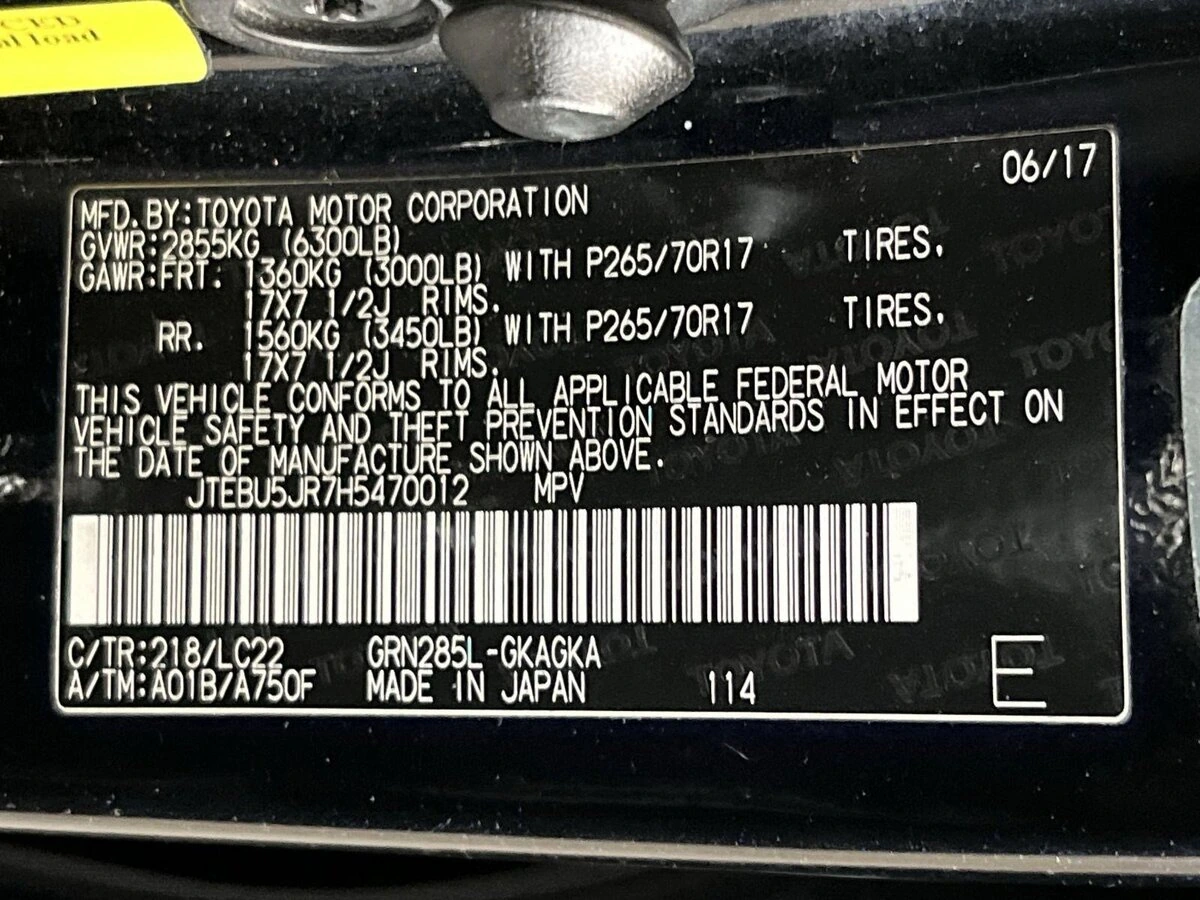 al load
06/17
MFD. BY:TOYOTA MOTOR CORPORATION
GVWR:2855KG (6300LB)
GAWR:FRT. 1360KG (3000LB) WITH P265/70R17 TIRES.
17X7 1/2J RIMS.
RR. 1560KG (3450LB) WITH P265/70R17 TIRES.
17X7 1/2J RIMS.
THIS VEHICLE CONFORMS TO ALL APPLICABLE FEDERAL MOTOR
VEHICLE SAFETY AND THEFT PREVENTION STANDARDS IN EFFECT ON
THE DATE OF MANUFACTURE SHOWN ABOVE.
JTEBU5JR7H5470012 MPV
C/TR:218/LC22 GRN285L-GKAGKA
A/TM:A01B/A750F MADE IN JAPAN 114
E